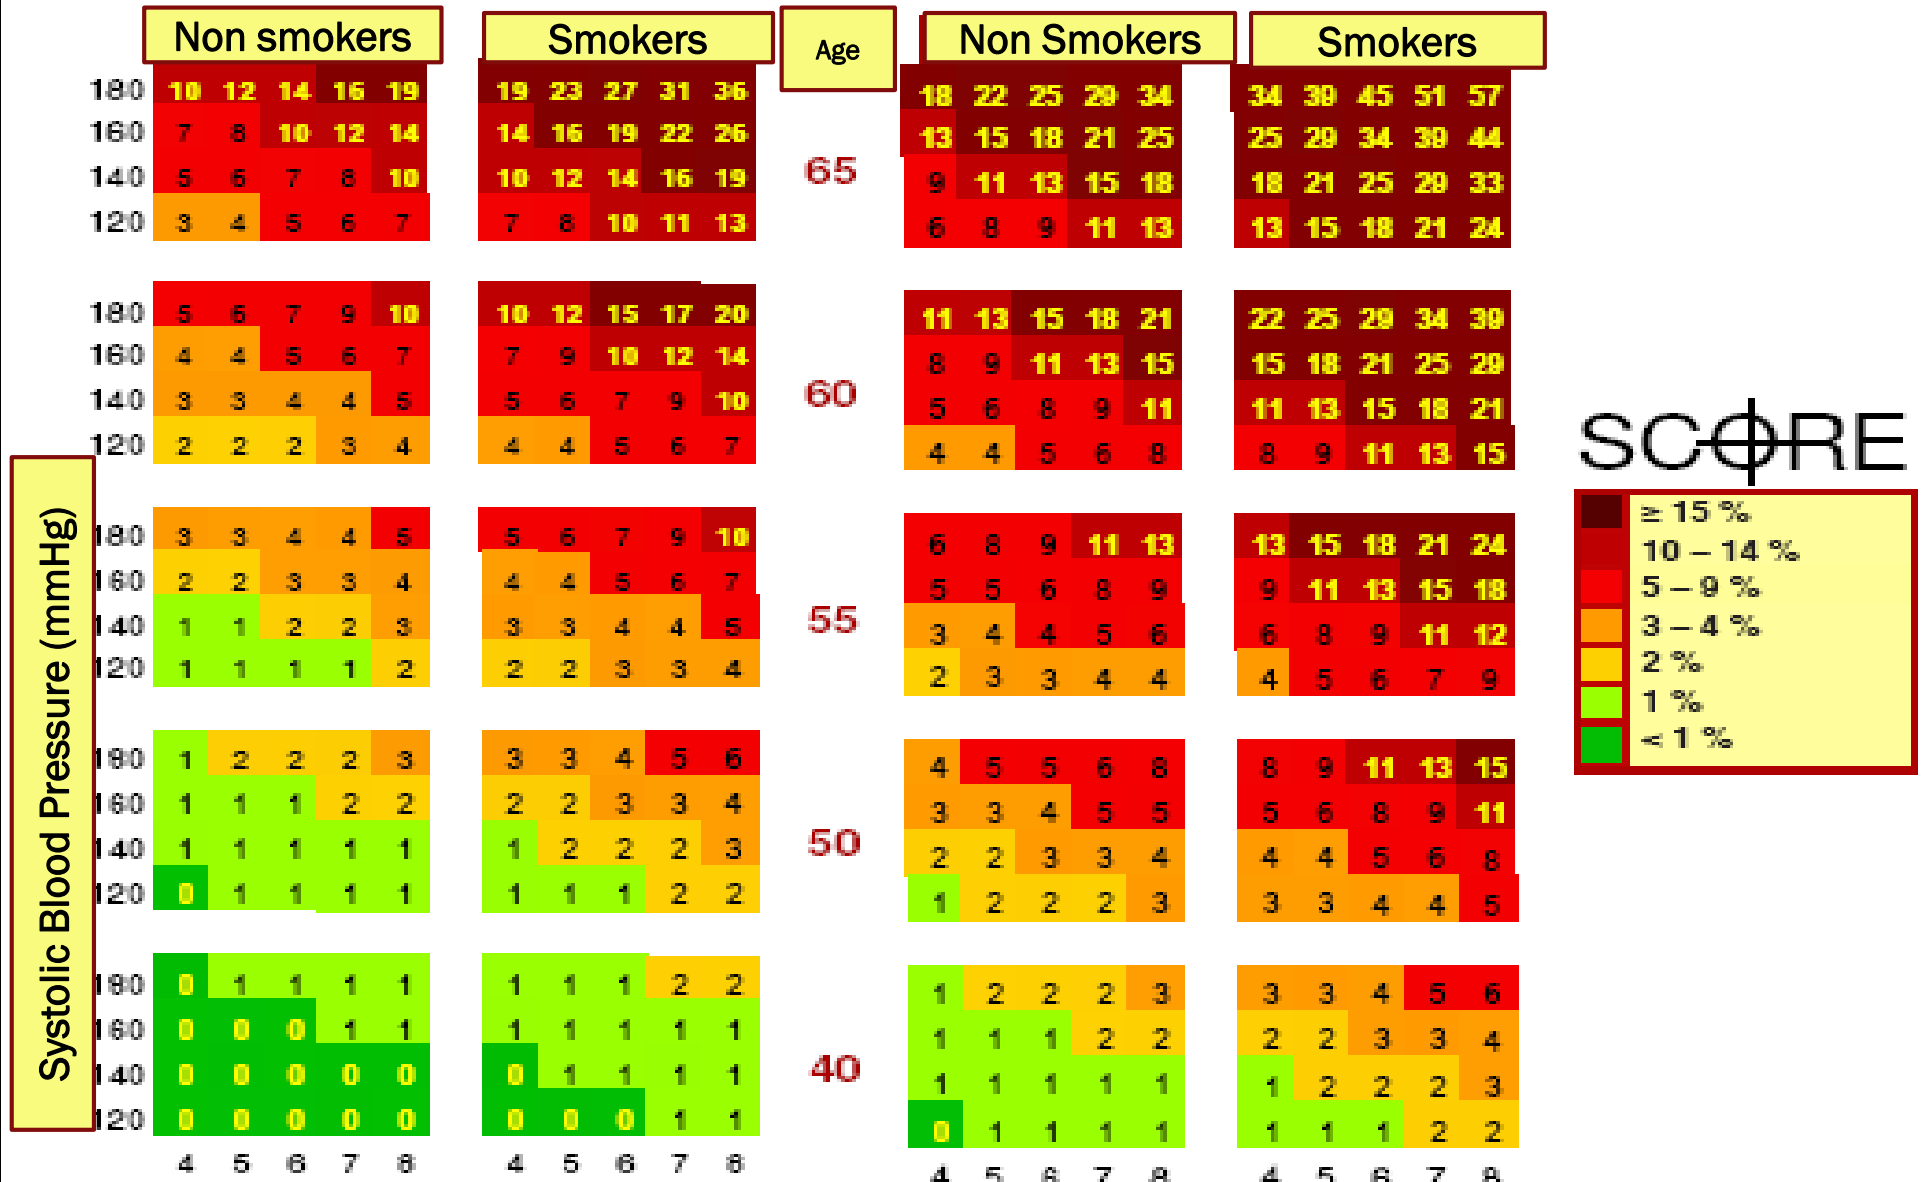 Non smokers Smokers Age Non Smokers Smokers
180 10 12 14 16 19 19 23 27 31 36 18 22 25 29 34 34 39 45 51 57
160 7 8 10 12 14 14 16 19 22 26 13 15 18 21 25 25 29 34 39 44
140 5 6 7 8 10 10 12 14 16 19 65 9 11 13 15 18 18 21 25 29 33
120 3 4 5 6 7 7 8 10 11 13 6 8 9 11 13 13 15 18 21 24
180 5 6 7 9 10 10 12 15 17 20 11 13 15 18 21 22 25 29 34 39
160 4 4 5 6 7 7 9 10 12 14 8 9 11 13 15 15 18 21 25 29
140 3 3 4 4 5 5 6 7 9 10 60 5 6 8 9 11 11 13 15 18 21
120 2 2 2 3 4 4 4 5 6 7 4 4 5 6 8 8 9 11 13 15
180 3 3 4 4 5 5 6 7 9 10 6 8 9 11 13 13 15 18 21 24
160 2 2 3 3 4 4 4 5 6 7 5 5 6 8 9 9 11 13 15 18
140 1 1 2 2 3 3 3 4 4 5 55 3 4 4 5 6 6 8 9 11 12
120 1 1 1 1 2 2 2 3 3 4 2 3 3 4 4 4 5 6 7 9
180 1 2 2 2 3 3 3 4 5 6 4 5 5 6 8 8 9 11 13 15
160 1 1 1 2 2 2 2 3 3 4 3 3 4 5 5 5 6 8 9 11
140 1 1 1 1 1 1 2 2 2 3 50 2 2 3 3 4 4 4 5 6 8
120 0 1 1 1 1 1 1 1 2 2 1 2 2 2 3 3 3 4 4 5
180 0 1 1 1 1 1 1 1 2 2 1 2 2 2 3 3 3 4 5 6
160 0 0 0 1 1 1 1 1 1 1 1 1 1 2 2 2 2 3 3 4
140 0 0 0 0 0 0 1 1 1 1 40 1 1 1 1 1 1 2 2 2 3
120 0 0 0 0 0 0 0 0 1 1 0 1 1 1 1 1 1 1 2 2
4 5 6 7 8 4 5 6 7 8 4 5 6 7 8 4 5 6 7 8
Systolic Blood Pressure (mmHg)
SCORE
≥ 15 %
10 – 14 %
5 – 9 %
3 – 4 %
2 %
1 %
< 1 %